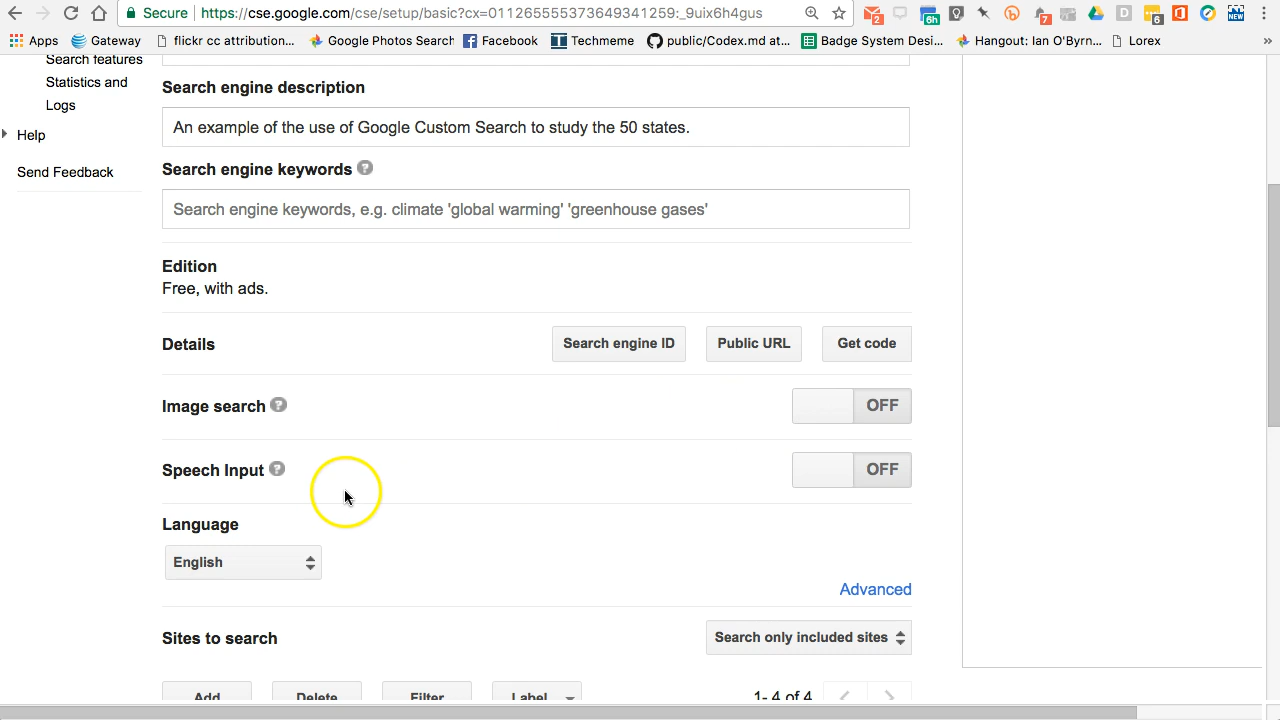 Secure https://cse.google.com/cse/setup/basic?cx=011265555373649341259:_9uix6h4gus 2 6h 7 6 NEW
Apps Gateway flickr cc attribution... Google Photos Search Facebook Techmeme public/Codex.md at... Badge System Desi... Hangout: Ian O'Byrn... Lorex »
Search features
Statistics and
Logs
Help
Send Feedback
Search engine description
An example of the use of Google Custom Search to study the 50 states.
Search engine keywords ?
Search engine keywords, e.g. climate 'global warming' 'greenhouse gases'
Edition
Free, with ads.
Details Search engine ID Public URL Get code
Image search ? OFF
Speech Input ? OFF
Language
English
Advanced
Sites to search Search only included sites
Add Delete Filter Label 1- 4 of 4